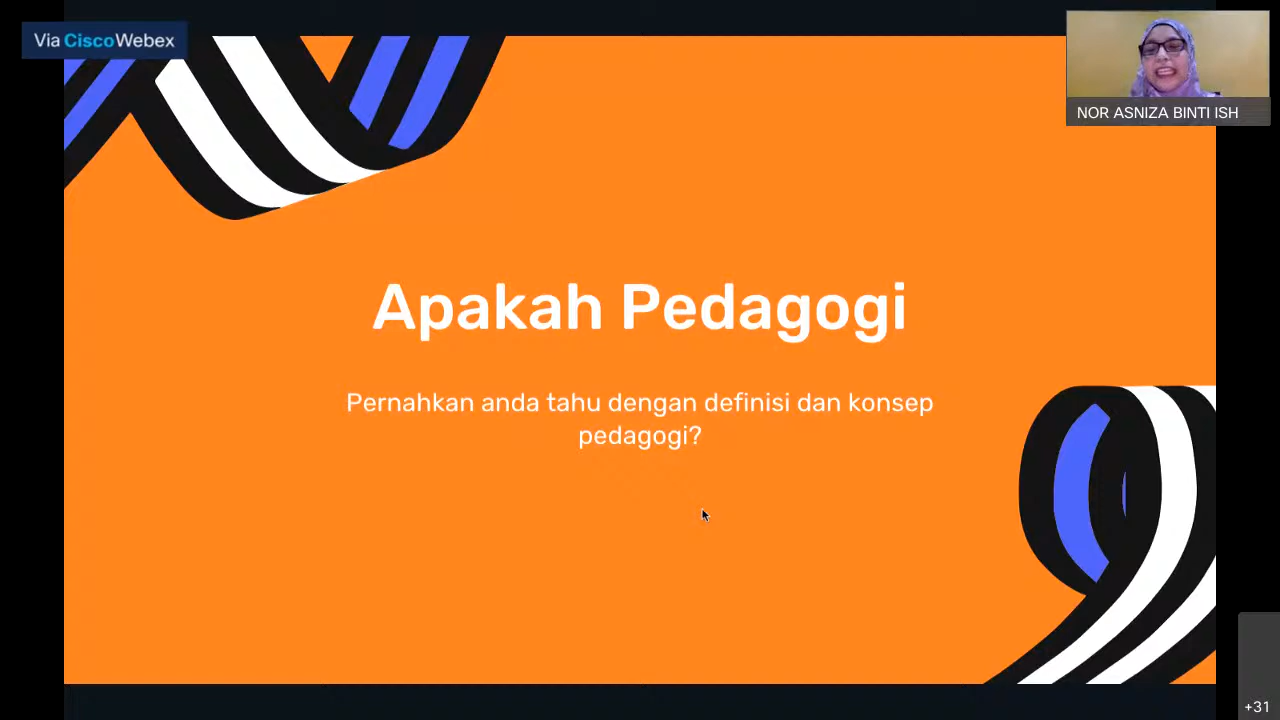 Via CiscoWebex
NOR ASNIZA BINTI ISH
Apakah Pedagogi
Pernahkan anda tahu dengan definisi dan konsep
pedagogi?
+31